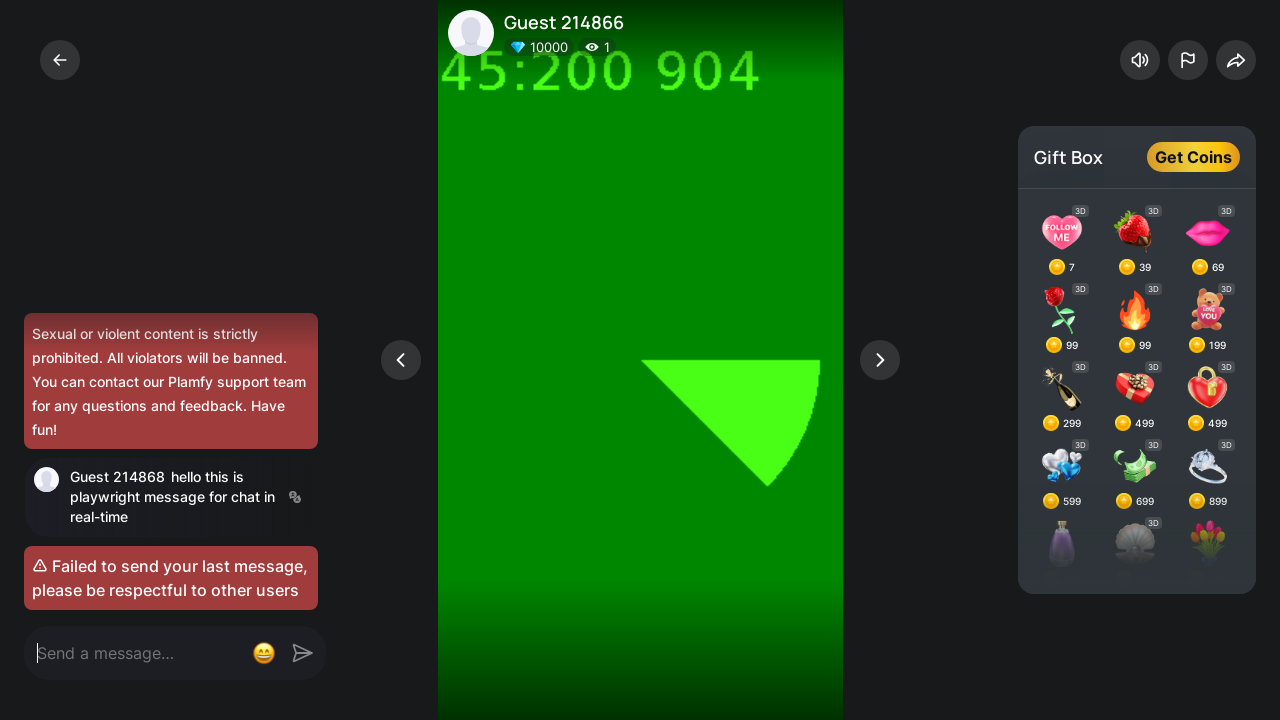 Guest 214866
10000
1
45:200 904
Sexual or violent content is strictly
prohibited. All violators will be banned.
You can contact our Plamfy support team
for any questions and feedback. Have
fun!
Guest 214868 hello this is
playwright message for chat in
real-time
Failed to send your last message,
please be respectful to other users
Send a message...
Gift Box
Get Coins
3D 3D 3D
FOLLOW
ME
7 39 69
3D 3D 3D
LOVE
YOU
99 99 199
3D 3D 3D
299 499 499
3D 3D 3D
599 699 899
3D